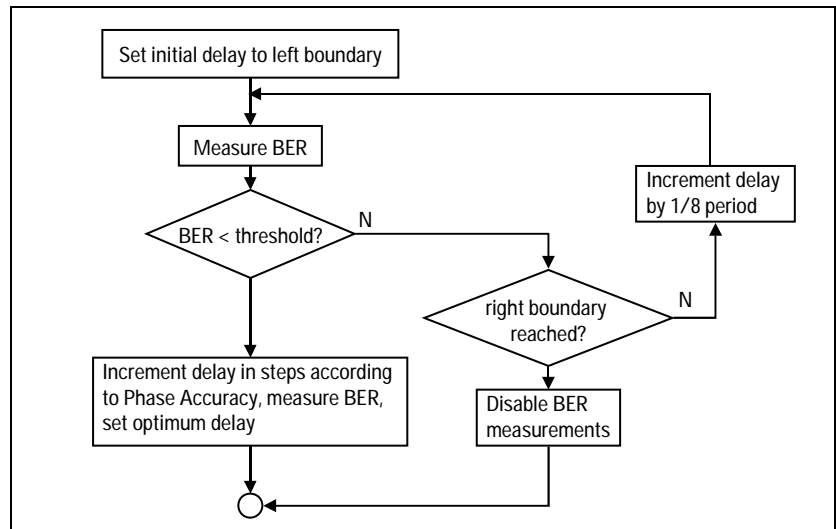 Set initial delay to left boundary
Measure BER
Increment delay
by 1/8 period
BER < threshold?
N
right boundary
reached?
N
Increment delay in steps according
to Phase Accuracy, measure BER,
set optimum delay
Disable BER
measurements